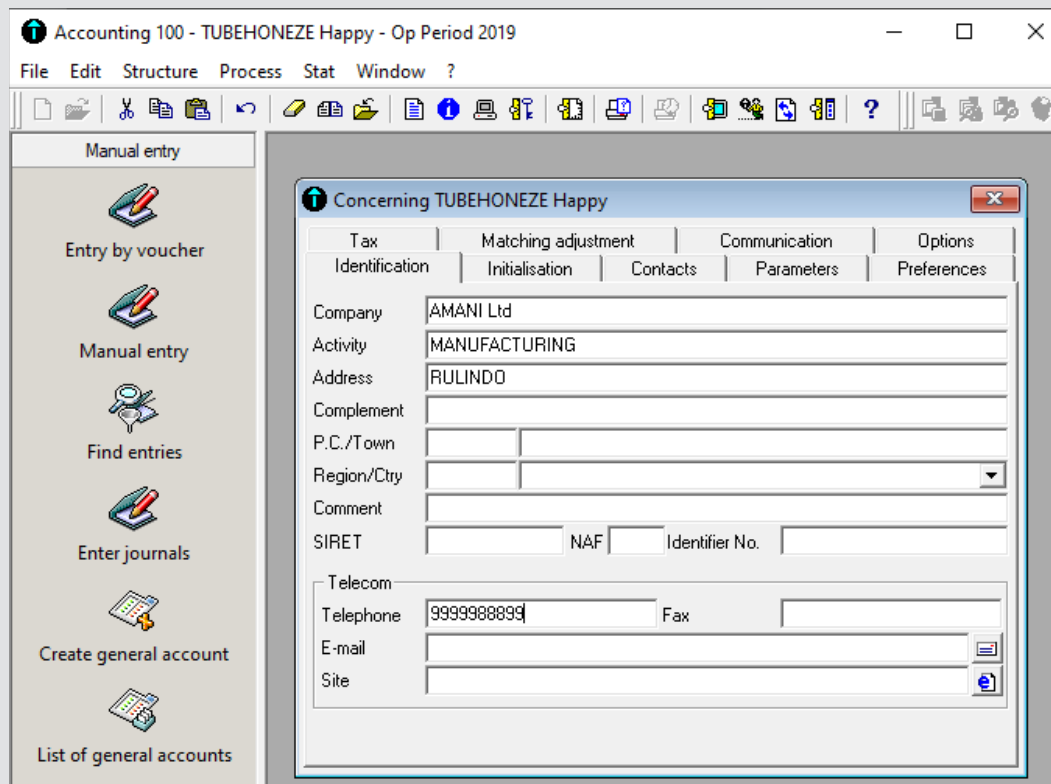 Accounting 100 - TUBEHONEZE Happy - Op Period 2019
File Edit Structure Process Stat Window ?
Manual entry
Entry by voucher
Manual entry
Find entries
Enter journals
Create general account
List of general accounts
Concerning TUBEHONEZE Happy
Tax Matching adjustment Communication Options
Identification Initialisation Contacts Parameters Preferences
Company AMANI Ltd
Activity MANUFACTURING
Address RULINDO
Complement
P.C./Town
Region/Ctry
Comment
SIRET NAF Identifier No.
Telecom
Telephone 9999988899 Fax
E-mail
Site